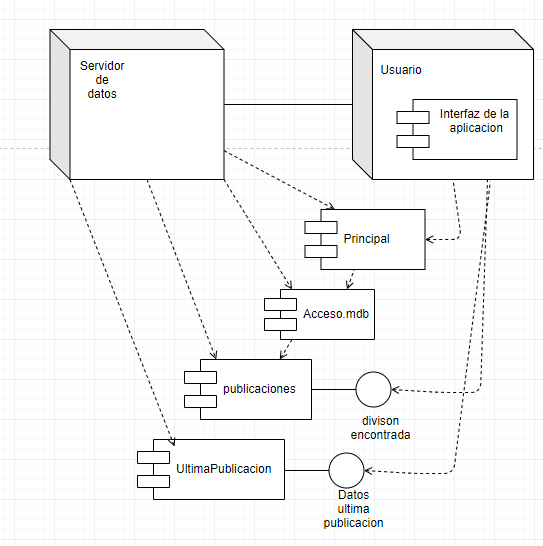 Servidor
de
datos
Usuario
Interfaz de la
aplicacion
Principal
Acceso.mdb
publicaciones
divison
encontrada
UltimaPublicacion
Datos
ultima
publicacion